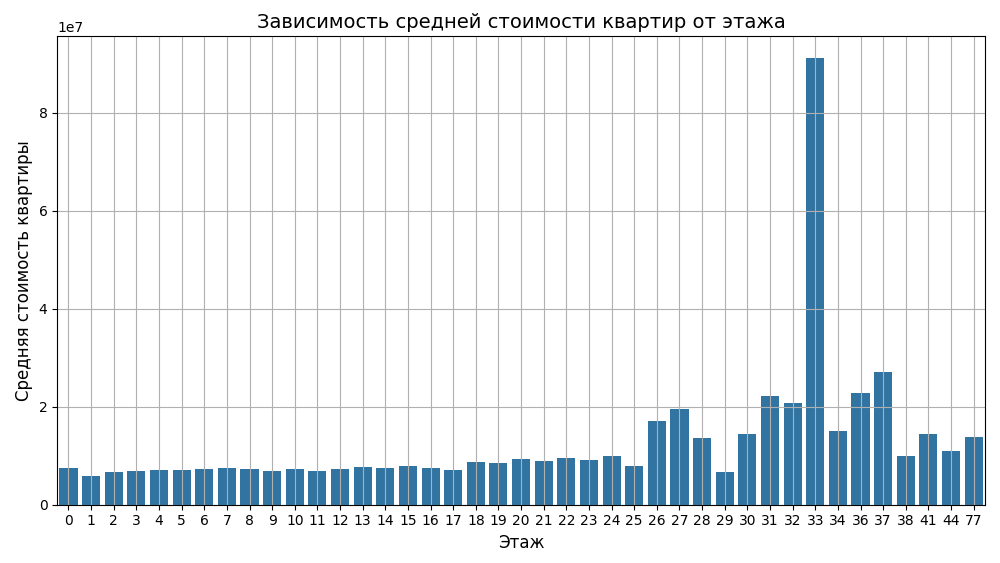 Зависимость средней стоимости квартир от этажа
1e7
Средняя стоимость квартиры
8
6
4
2
0
0 1 2 3 4 5 6 7 8 9 10 11 12 13 14 15 16 17 18 19 20 21 22 23 24 25 26 27 28 29 30 31 32 33 34 36 37 38 41 44 77
Этаж